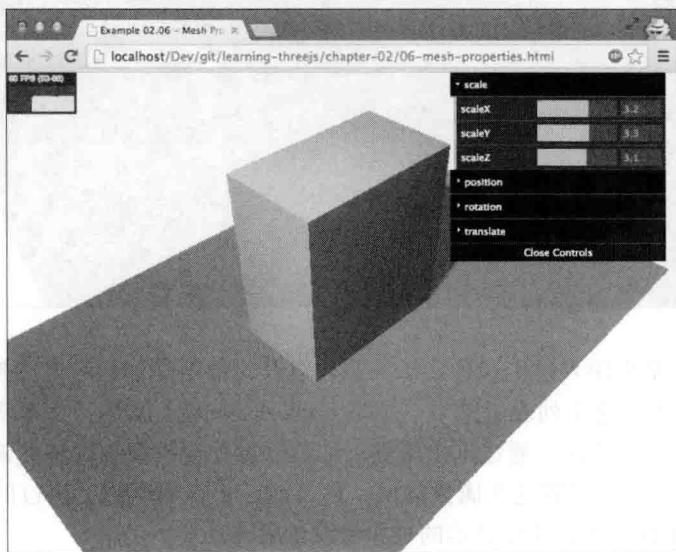 Example 02.06 - Mesh Pro
localhost/Dev/git/learning-threejs/chapter-02/06-mesh-properties.html
60 FPS (53-60)
scale
scaleX 3.2
scaleY 3.3
scaleZ 3.1
position
rotation
translate
Close Controls